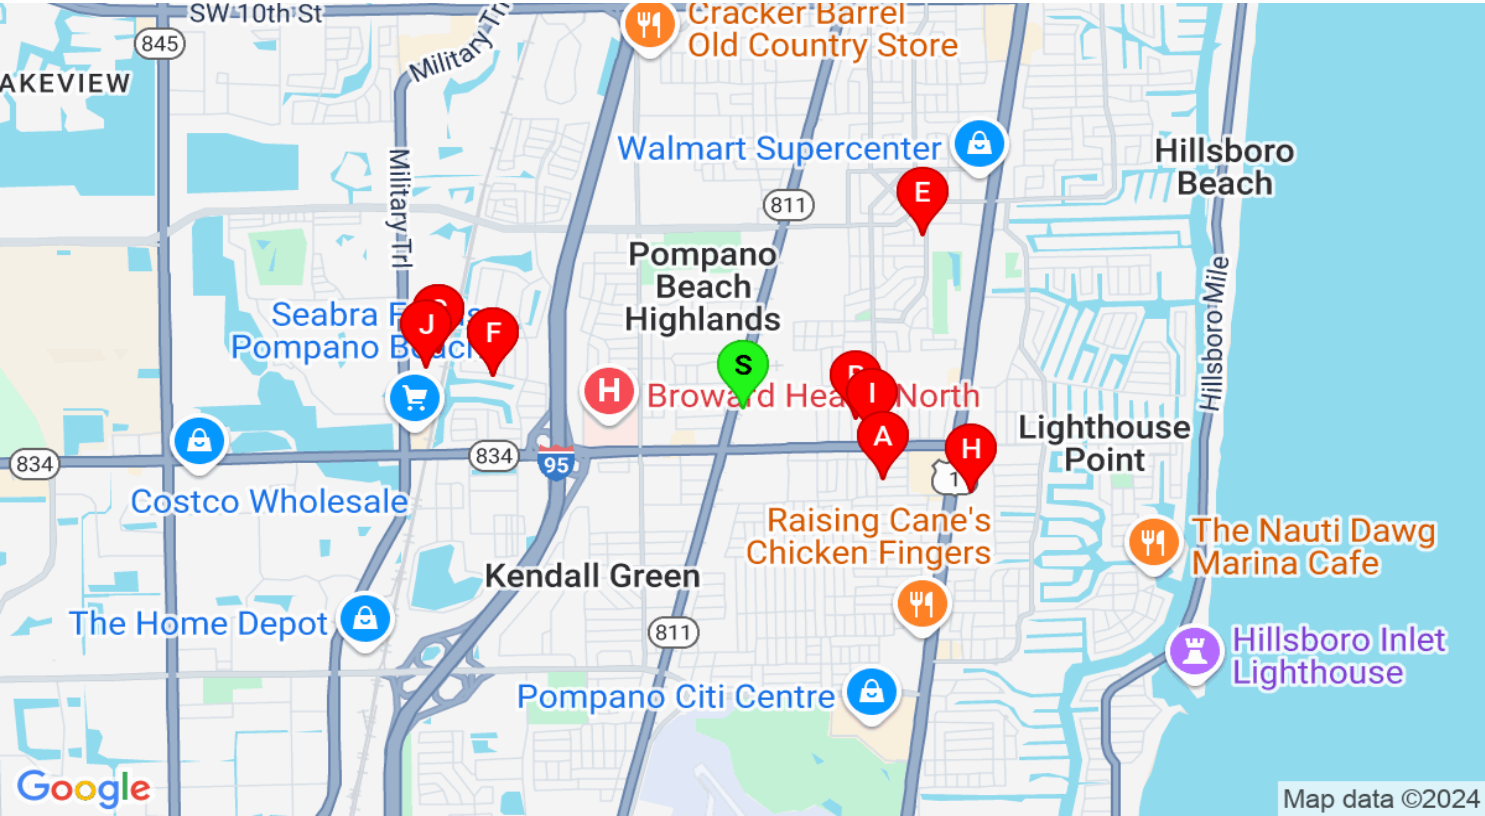 SW 10th St
845
AKEVIEW
Military Trl
Cracker Barrel
Old Country Store
Walmart Supercenter
Hillsboro
Beach
Military Trl
811
E
Pompano
Beach
Highlands
Hillsboro Mile
Seabra
Pompano
J
F
S
H
Broward Health North
I
A
H
Lighthouse
Point
834
834
95
1
Costco Wholesale
Raising Cane's
Chicken Fingers
The Nauti Dawg
Marina Cafe
Kendall Green
The Home Depot
811
Hillsboro Inlet
Lighthouse
Pompano Citi Centre
Google
Map data ©2024